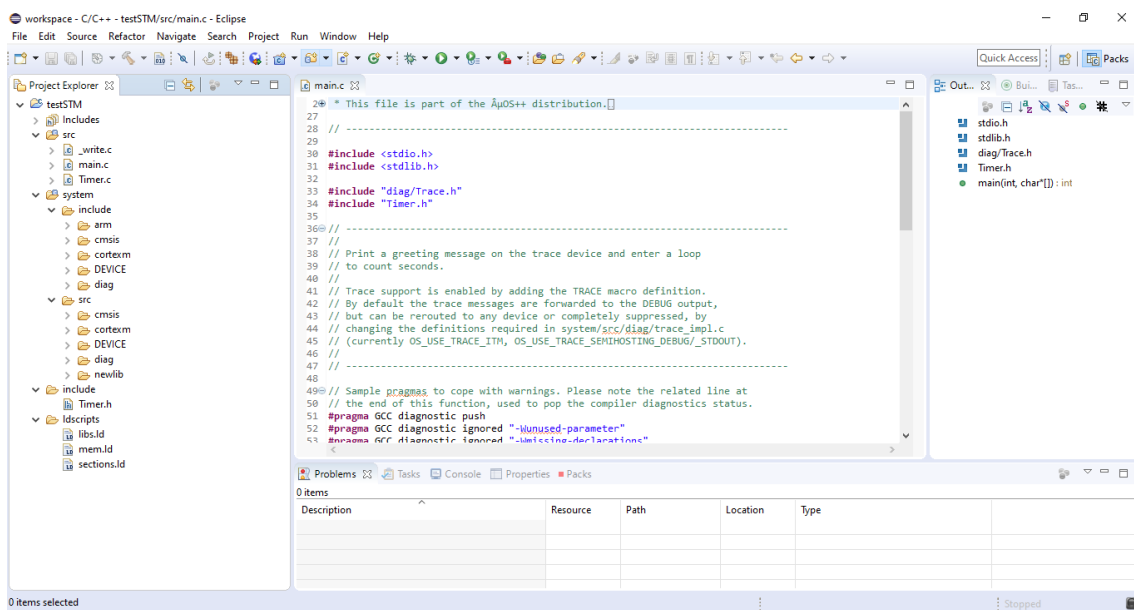 workspace - C/C++ - testSTM/src/main.c - Eclipse
File Edit Source Refactor Navigate Search Project Run Window Help
Quick Access
Packs
Project Explorer
testSTM
Includes
src
_write.c
main.c
Timer.c
system
include
arm
cmsis
cortexm
DEVICE
diag
src
cmsis
cortexm
DEVICE
diag
newlib
include
Timer.h
ldscripts
libs.ld
mem.ld
sections.ld
main.c
2 * This file is part of the ÂµOS++ distribution.
27
28 // ----------------------------------------------------------------------------
29
30 #include <stdio.h>
31 #include <stdlib.h>
32
33 #include "diag/Trace.h"
34 #include "Timer.h"
35
36 // ----------------------------------------------------------------------------
37 //
38 // Print a greeting message on the trace device and enter a loop
39 // to count seconds.
40 //
41 // Trace support is enabled by adding the TRACE macro definition.
42 // By default the trace messages are forwarded to the DEBUG output,
43 // but can be rerouted to any device or completely suppressed, by
44 // changing the definitions required in system/src/diag/trace_impl.c
45 // (currently OS_USE_TRACE_ITM, OS_USE_TRACE_SEMIHOSTING_DEBUG/_STDOUT).
46 //
47 // ----------------------------------------------------------------------------
48
49 // Sample pragmas to cope with warnings. Please note the related line at
50 // the end of this function, used to pop the compiler diagnostics status.
51 #pragma GCC diagnostic push
52 #pragma GCC diagnostic ignored "-Wunused-parameter"
53 #pragma GCC diagnostic ignored "-Wmissing-declarations"
Out... Bui... Tas...
stdio.h
stdlib.h
diag/Trace.h
Timer.h
main(int, char*[]) : int
Problems Tasks Console Properties Packs
0 items
Description Resource Path Location Type
0 items selected
Stopped